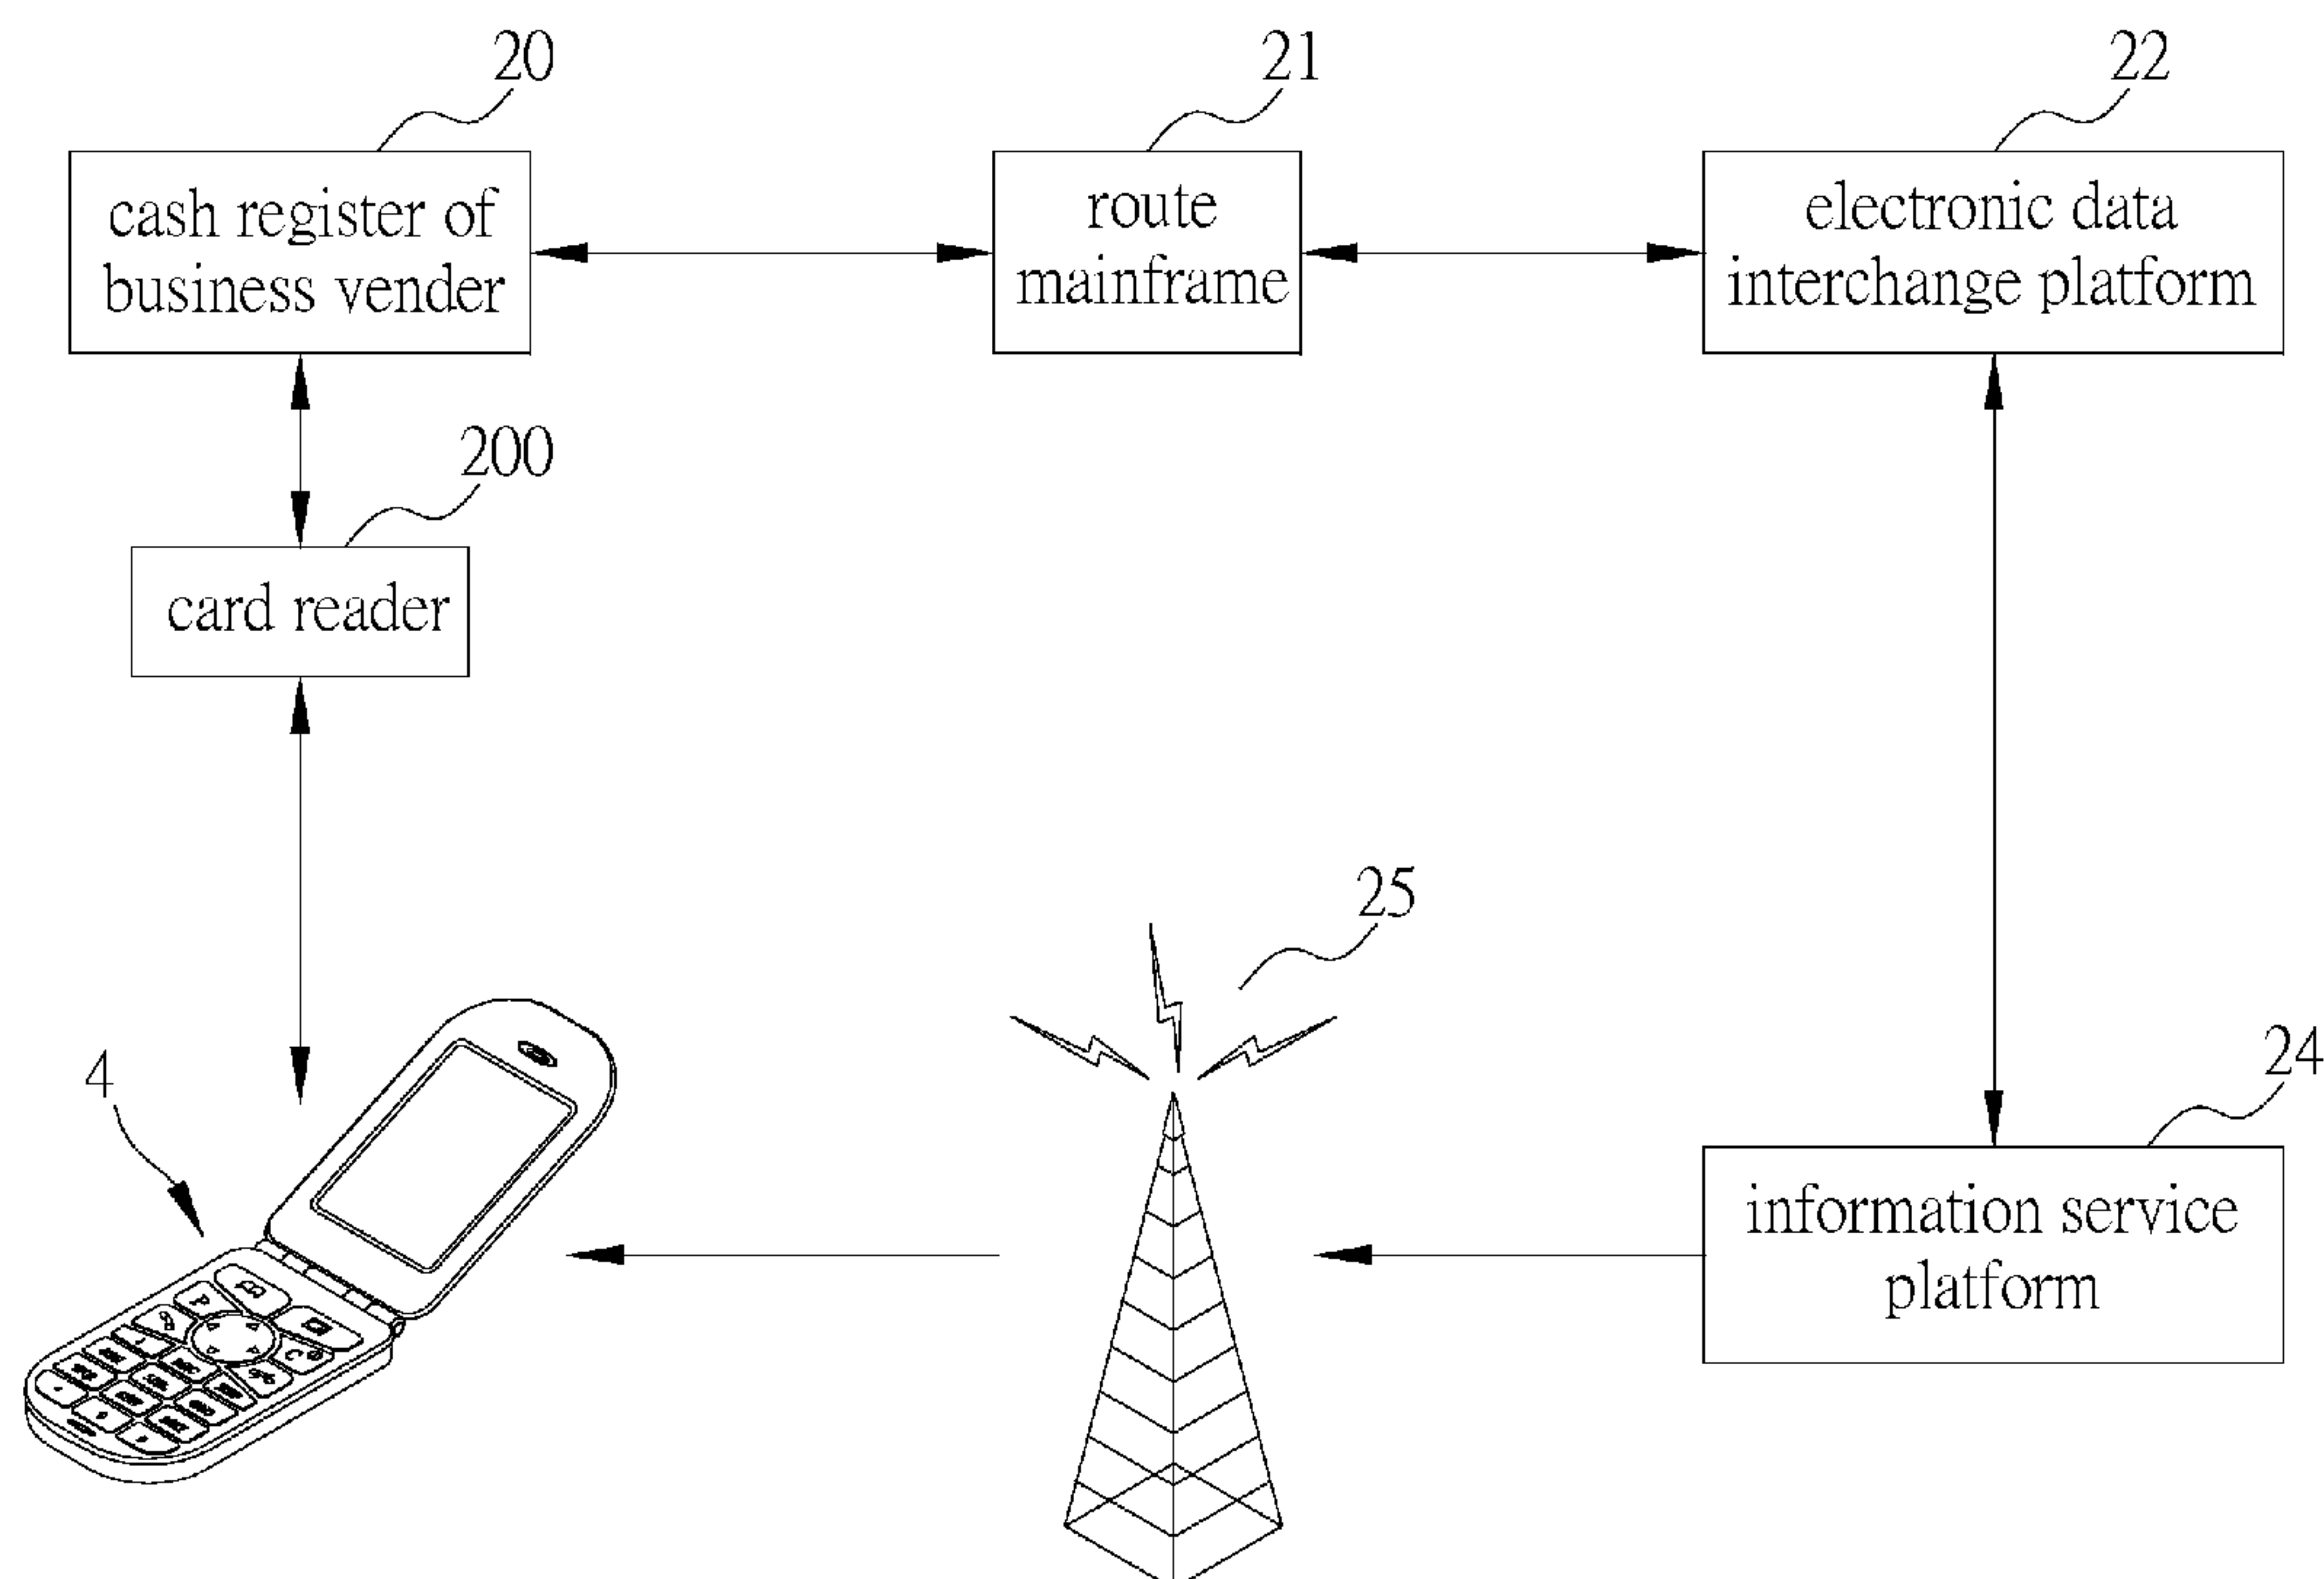 20
21
22
cash register of
business vender
route
mainframe
electronic data
interchange platform
200
card reader
25
4
24
information service
platform